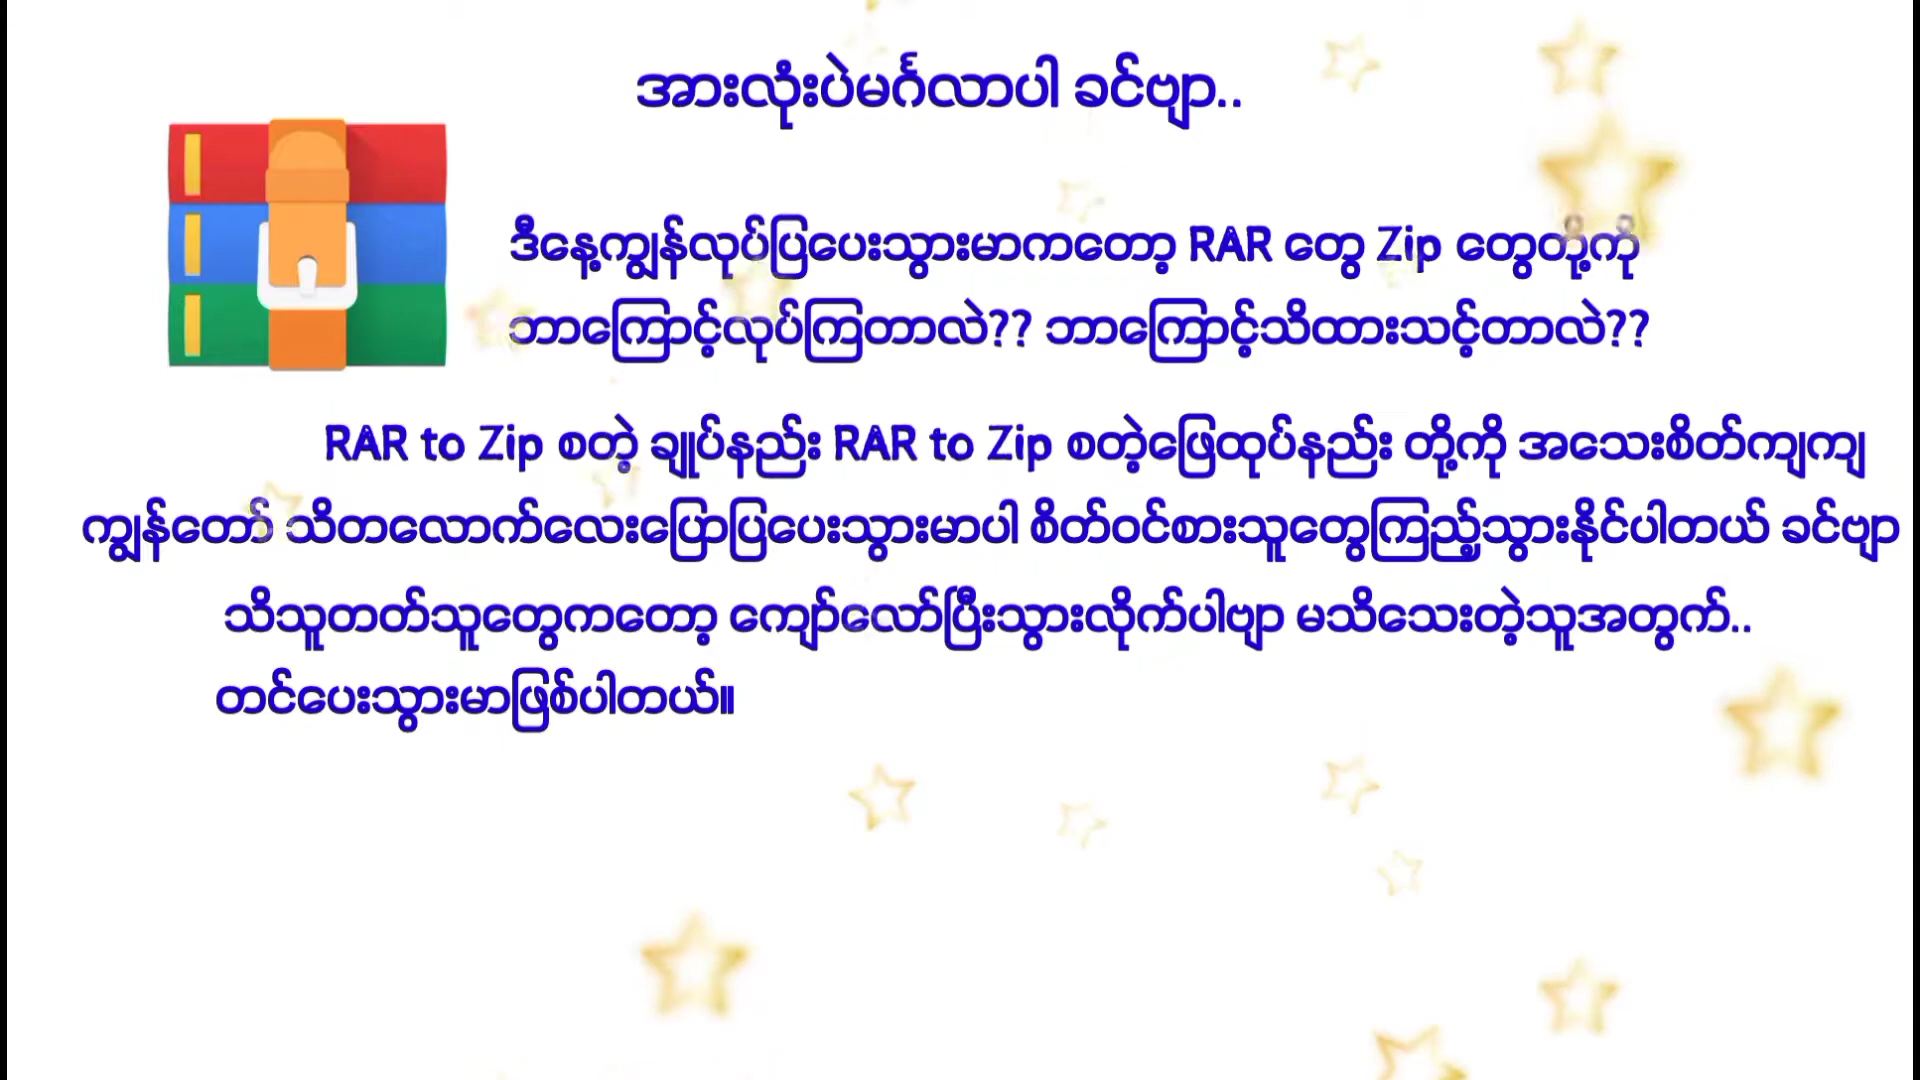 အားလုံးပဲမင်္ဂလာပါ ခင်ဗျာ..
ဒီနေ့ကျွန်လုပ်ပြပေးသွားမာကတော့ RAR တွေ Zip တွေတို့ကို
ဘာကြောင့်လုပ်ကြတာလဲ?? ဘာကြောင့်သိထားသင့်တာလဲ??
RAR to Zip စတဲ့ ချုပ်နည်း RAR to Zip စတဲ့ဖြေထုပ်နည်း တို့ကို အသေးစိတ်ကျကျ
ကျွန်တော် သိတလောက်လေးပြောပြပေးသွားမာပါ စိတ်ဝင်စားသူတွေကြည့်သွားနိုင်ပါတယ် ခင်ဗျာ
သိသူတတ်သူတွေကတော့ ကျော်လော်ပြီးသွားလိုက်ပါဗျာ မသိသေးတဲ့သူအတွက်..
တင်ပေးသွားမာဖြစ်ပါတယ်။